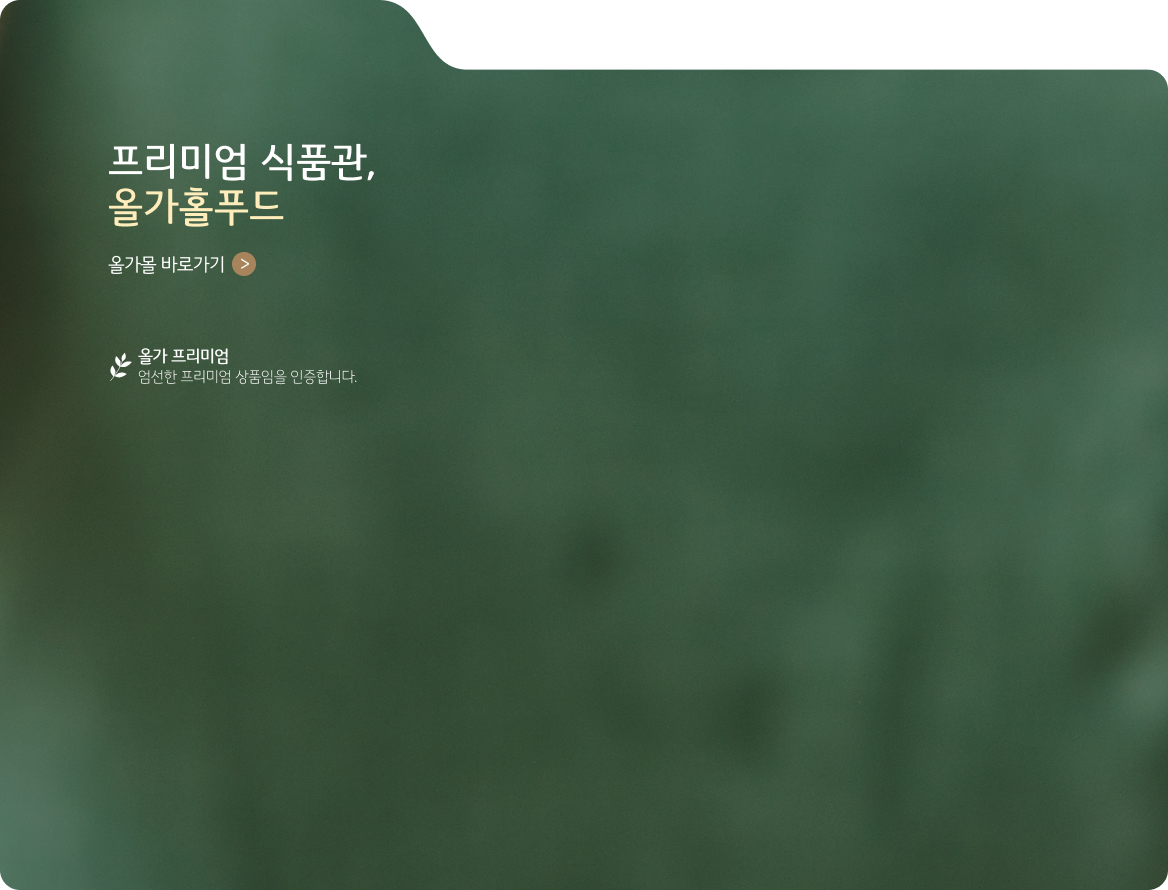 프리미엄 식품관,
올가홀푸드
올가몰 바로가기 >
올가 프리미엄
엄선한 프리미엄 상품임을 인증합니다.